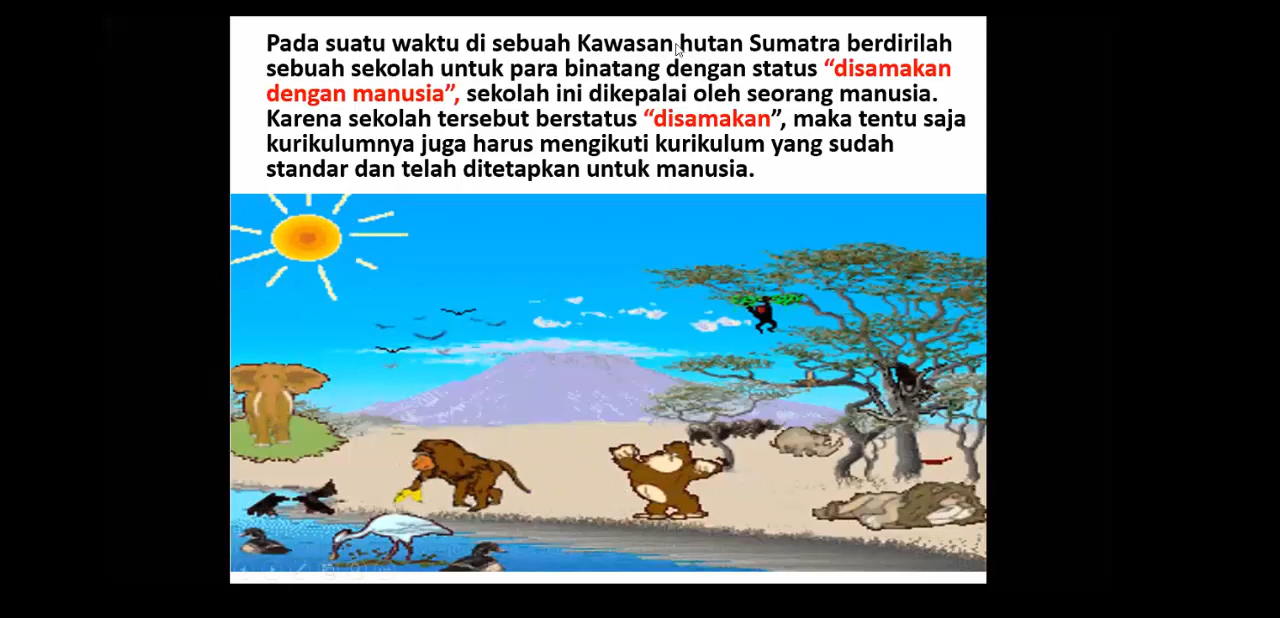 Pada suatu waktu di sebuah Kawasan hutan Sumatra berdirilah
sebuah sekolah untuk para binatang dengan status “disamakan
dengan manusia”, sekolah ini dikepalai oleh seorang manusia.
Karena sekolah tersebut berstatus “disamakan”, maka tentu saja
kurikulumnya juga harus mengikuti kurikulum yang sudah
standar dan telah ditetapkan untuk manusia.